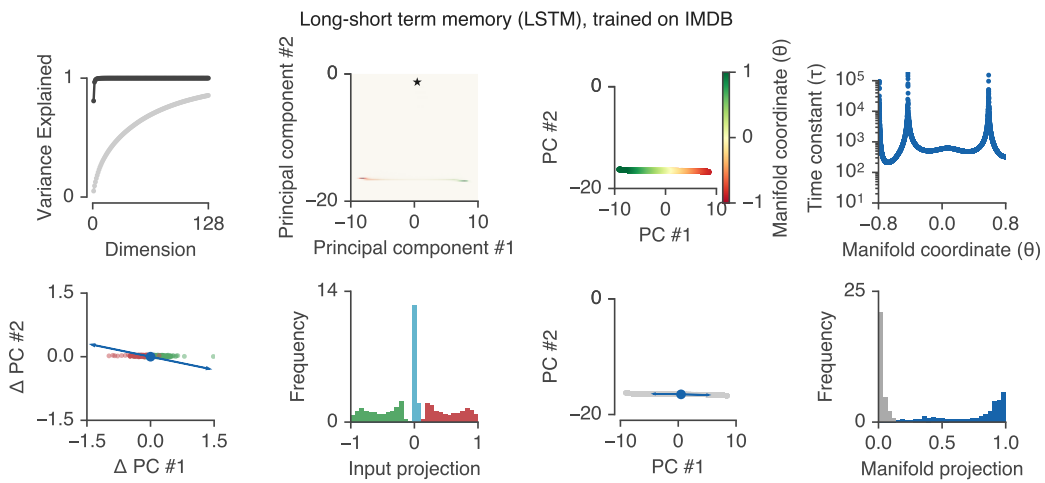 Long-short term memory (LSTM), trained on IMDB
Variance Explained
1
0
0
128
Dimension
Principal component #2
0
−20
−10
0
10
Principal component #1
PC #2
0
−20
−10
0
10
PC #1
1
0
−1
Manifold coordinate (θ)
Time constant (τ)
10⁵
10⁴
10³
10²
10¹
−0.8
0.0
0.8
Manifold coordinate (θ)
Δ PC #2
1.5
0.0
−1.5
−1.5
0.0
1.5
Δ PC #1
Frequency
14
0
−1
0
1
Input projection
PC #2
0
−20
−10
0
10
PC #1
Frequency
25
0
0.0
0.5
1.0
Manifold projection